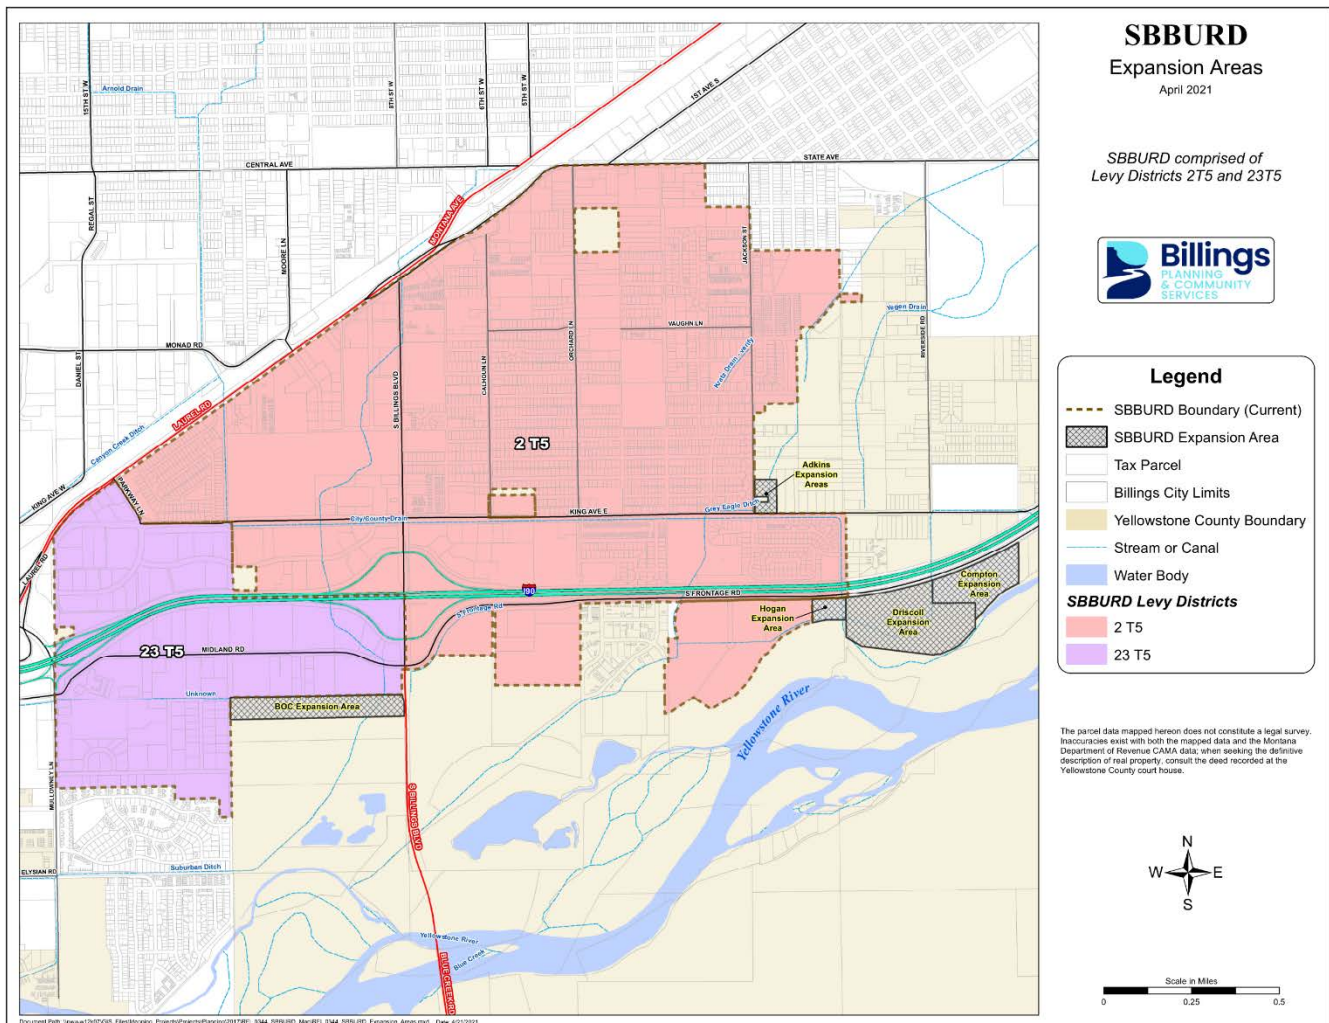 SBBURD
Expansion Areas
April 2021
SBBURD comprised of
Levy Districts 2T5 and 23T5
Billings
PLANNING
& COMMUNITY
SERVICES
Legend
SBBURD Boundary (Current)
SBBURD Expansion Area
Tax Parcel
Billings City Limits
Yellowstone County Boundary
Stream or Canal
Water Body
SBBURD Levy Districts
2 T5
23 T5
The parcel data mapped hereon does not constitute a legal survey.
Inaccuracies exist with both the mapped data and the Montana
Department of Revenue CAMA data; when seeking the definitive
description of real property, consult the deed recorded at the
Yellowstone County court house.
N
W E
S
Scale in Miles
0 0.25 0.5
15TH ST W
Arnold Drain
8TH ST W
6TH ST W
5TH ST W
1ST AVE S
CENTRAL AVE
STATE AVE
REGAL ST
MOORE LN
MONTANA AVE
JACKSON ST
Yegen Drain
RIVERSIDE RD
MONAD RD
DANIEL ST
LAUREL RD
S BILLINGS BLVD
CALHOUN LN
ORCHARD LN
VAUGHN LN
Kratz Drain - verify
Canyon Creek Ditch
2 T5
KING AVE W
PARKWAY LN
Adkins
Expansion
Areas
Grey Eagle Ditch
KING AVE E
City/County Drain
LAUREL RD
I90
S FRONTAGE RD
S Frontage Rd
Compton
Expansion
Area
Hogan
Expansion
Area
Driscoll
Expansion
Area
23 T5
MIDLAND RD
Unknown
BOC Expansion Area
Yellowstone River
MULLOWNEY LN
S BILLINGS BLVD
ELYSIAN RD
Suburban Ditch
Yellowstone River
Blue Creek
BLUE CREEK RD